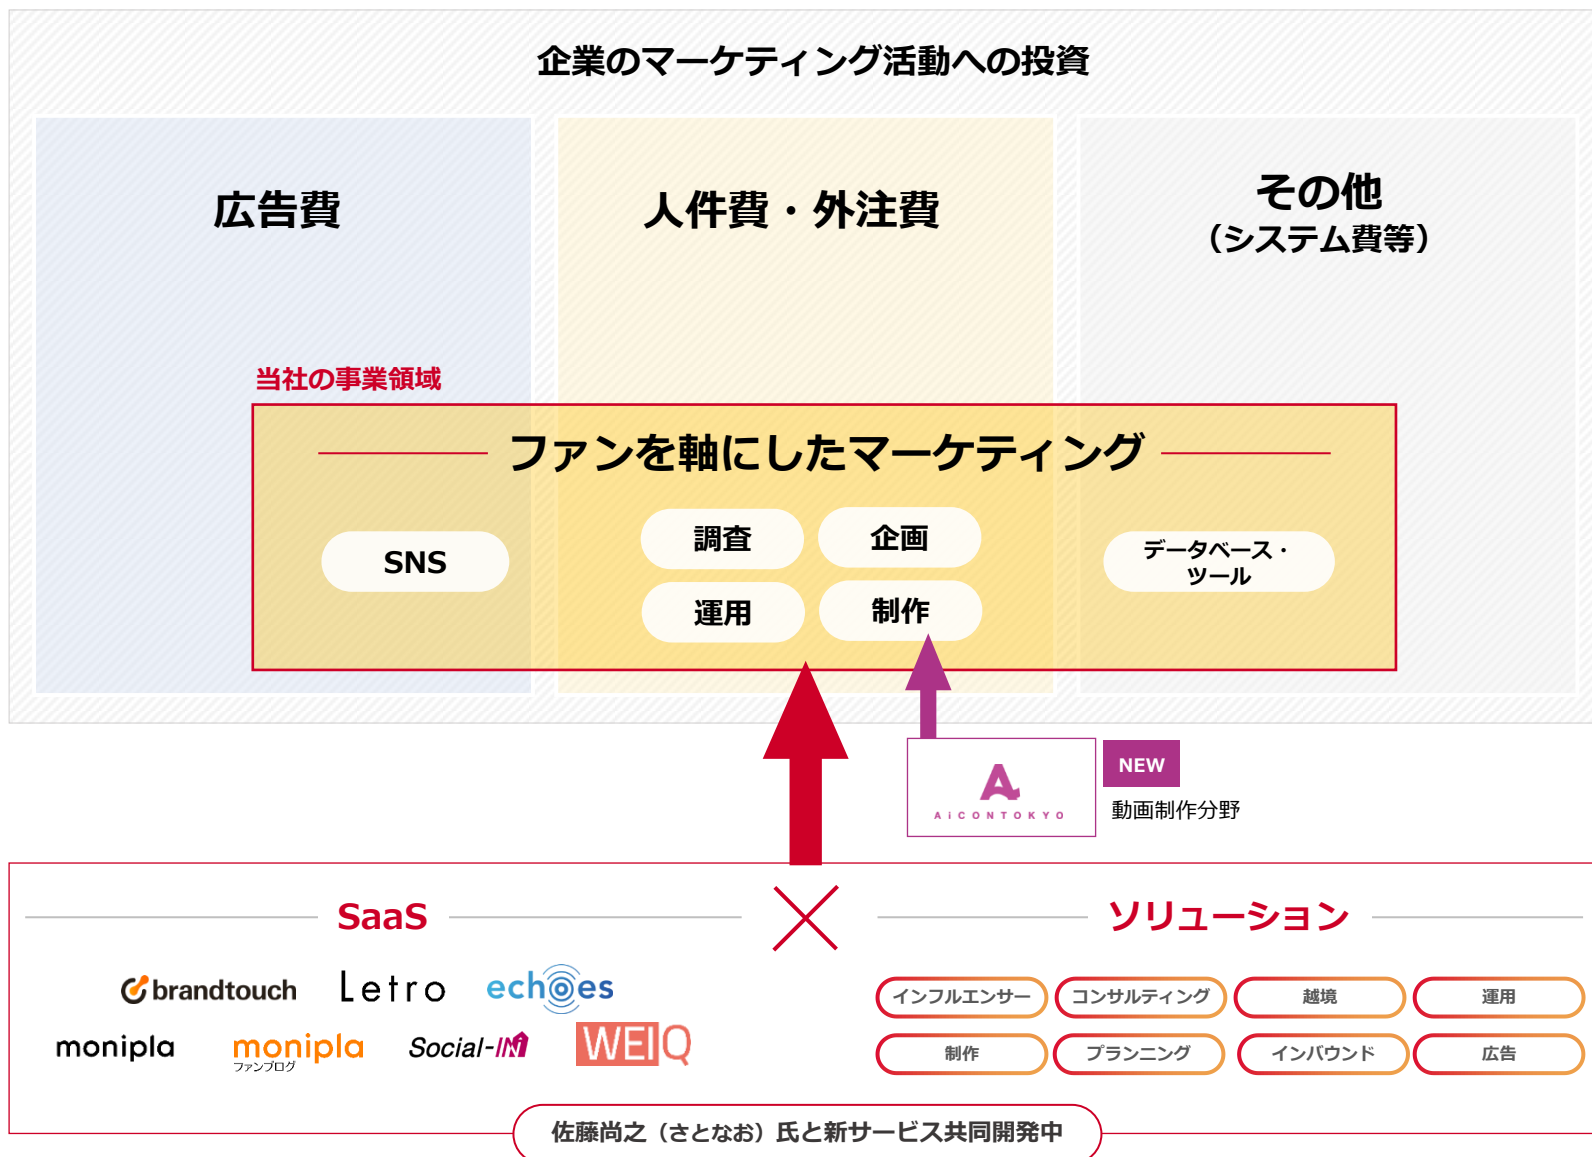 企業のマーケティング活動への投資
広告費
人件費・外注費
その他
（システム費等）
当社の事業領域
ファンを軸にしたマーケティング
SNS
調査
企画
運用
制作
データベース・
ツール
AiCONTOKYO
NEW
動画制作分野
SaaS
ソリューション
brandtouch
Letro
echoes
monipla
monipla
ファンブログ
Social-IN
WEIQ
インフルエンサー
コンサルティング
越境
運用
制作
プランニング
インバウンド
広告
佐藤尚之（さとなお）氏と新サービス共同開発中